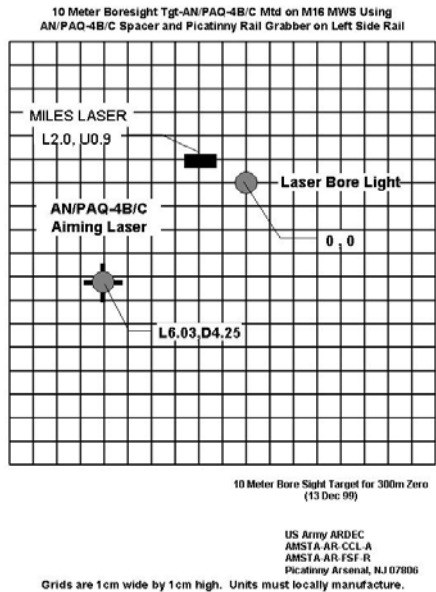 10 Meter Boresight Tgt-AN/PAQ-4B/C Mtd on M16 MWS Using
AN/PAQ-4B/C Spacer and Picatinny Rail Grabber on Left Side Rail
MILES LASER
L2.0, U0.9
Laser Bore Light
AN/PAQ-4B/C
Aiming Laser
0 , 0
L6.03,D4.25
10 Meter Bore Sight Target for 300m Zero
(13 Dec 99)
US Army ARDEC
AMSTA-AR-CCL-A
AMSTA-AR-FSF-R
Picatinny Arsenal, NJ 07806
Grids are 1cm wide by 1cm high. Units must locally manufacture.